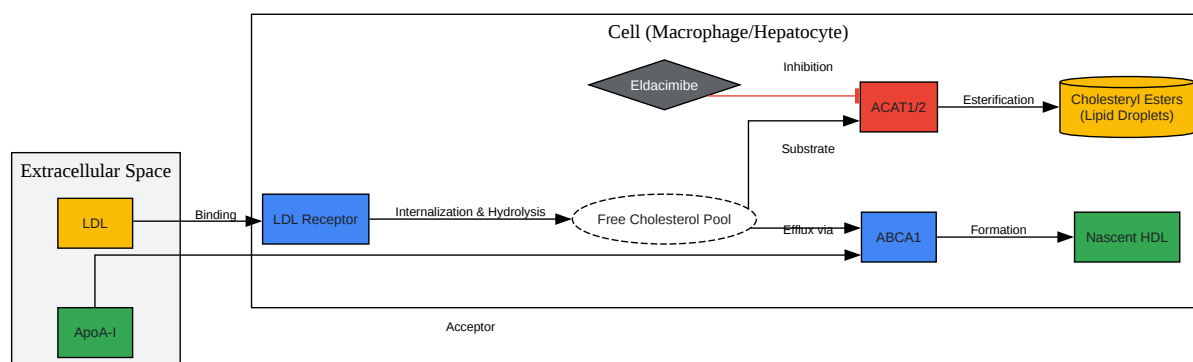 Cell (Macrophage/Hepatocyte)
Eldacimibe
Inhibition
ACAT1/2
Esterification
Cholesteryl Esters
(Lipid Droplets)
Substrate
Extracellular Space
LDL
Binding
LDL Receptor
Internalization & Hydrolysis
Free Cholesterol Pool
Efflux via
ABCA1
Formation
Nascent HDL
ApoA-I
Acceptor